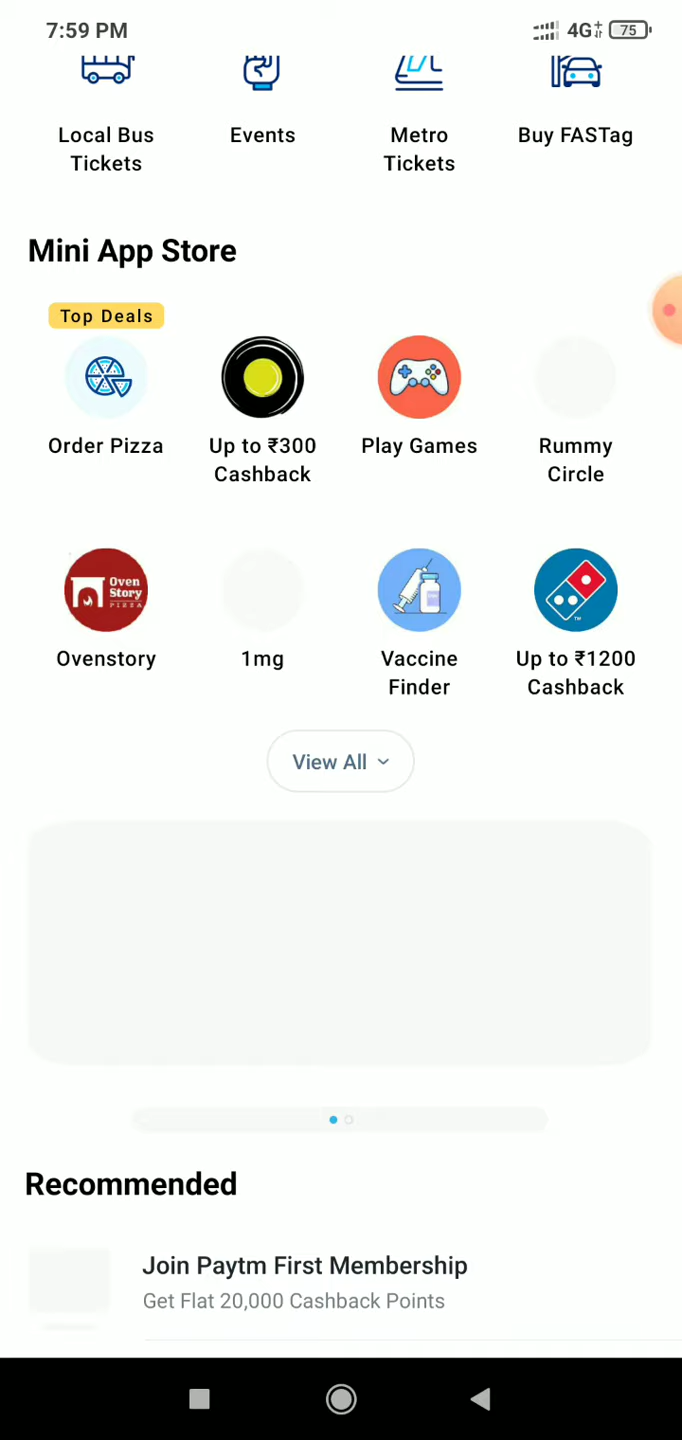 7:59 PM 4G+ 75
Local Bus Tickets
Events
Metro Tickets
Buy FASTag
Mini App Store
Top Deals
Order Pizza
Up to ₹300 Cashback
Play Games
Rummy Circle
Oven
Story
PIZZA
Ovenstory
1mg
Vaccine Finder
TM
Up to ₹1200 Cashback
View All
Recommended
Join Paytm First Membership
Get Flat 20,000 Cashback Points